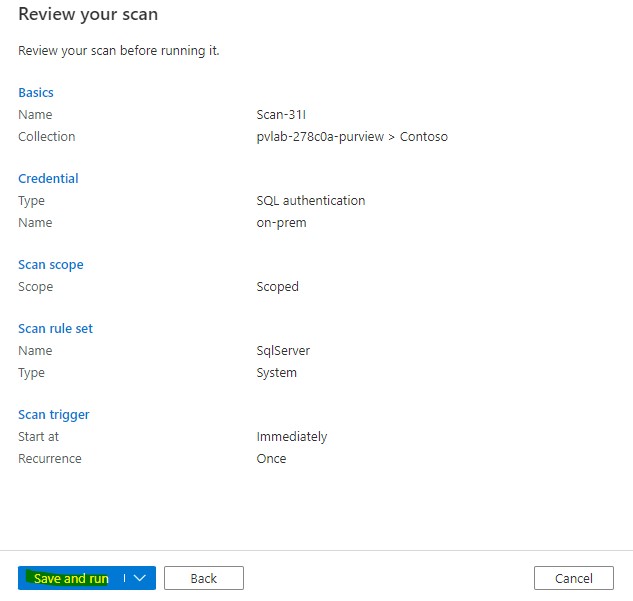 Review your scan
Review your scan before running it.
Basics
Name Scan-31I
Collection pvlab-278c0a-purview > Contoso
Credential
Type SQL authentication
Name on-prem
Scan scope
Scope Scoped
Scan rule set
Name SqlServer
Type System
Scan trigger
Start at Immediately
Recurrence Once
Save and run Back Cancel